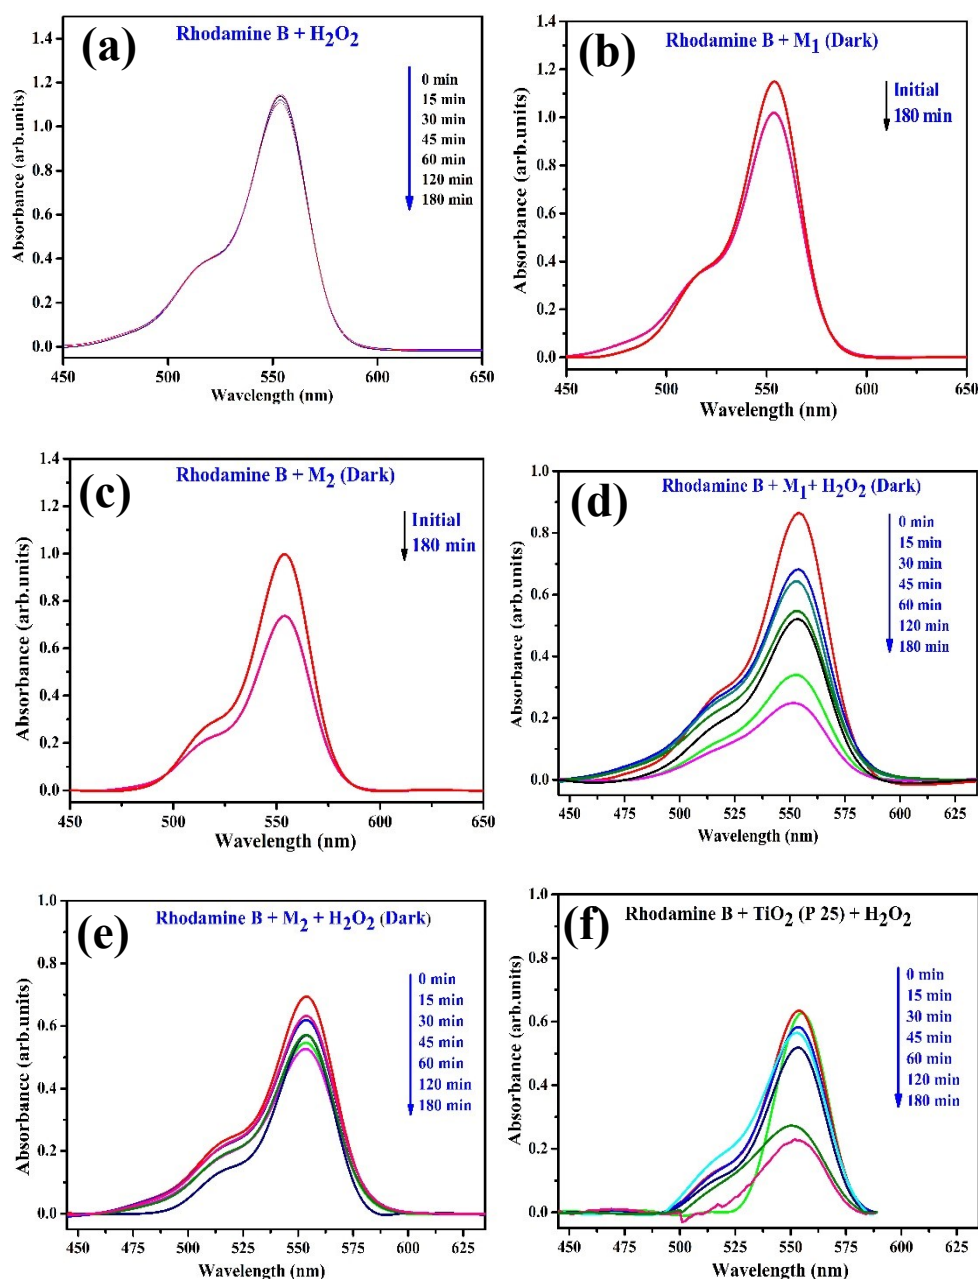 (a)
Rhodamine B + H2O2
0 min
15 min
30 min
45 min
60 min
120 min
180 min
1.4
1.2
1.0
0.8
0.6
0.4
0.2
0.0
Absorbance (arb.units)
450 500 550 600 650
Wavelength (nm)
(b)
Rhodamine B + M1 (Dark)
Initial
180 min
1.4
1.2
1.0
0.8
0.6
0.4
0.2
0.0
Absorbance (arb.units)
450 500 550 600 650
Wavelength (nm)
(c)
Rhodamine B + M2 (Dark)
Initial
180 min
1.4
1.2
1.0
0.8
0.6
0.4
0.2
0.0
Absorbance (arb.units)
450 500 550 600 650
Wavelength (nm)
(d)
Rhodamine B + M1+ H2O2 (Dark)
0 min
15 min
30 min
45 min
60 min
120 min
180 min
1.0
0.8
0.6
0.4
0.2
0.0
Absorbance (arb.units)
450 475 500 525 550 575 600 625
Wavelength (nm)
(e)
Rhodamine B + M2 + H2O2 (Dark)
0 min
15 min
30 min
45 min
60 min
120 min
180 min
1.0
0.8
0.6
0.4
0.2
0.0
Absorbance (arb.units)
450 475 500 525 550 575 600 625
Wavelength (nm)
(f)
Rhodamine B + TiO2 (P 25) + H2O2
0 min
15 min
30 min
45 min
60 min
120 min
180 min
1.0
0.8
0.6
0.4
0.2
0.0
Absorbance (arb.units)
450 475 500 525 550 575 600 625
Wavelength (nm)